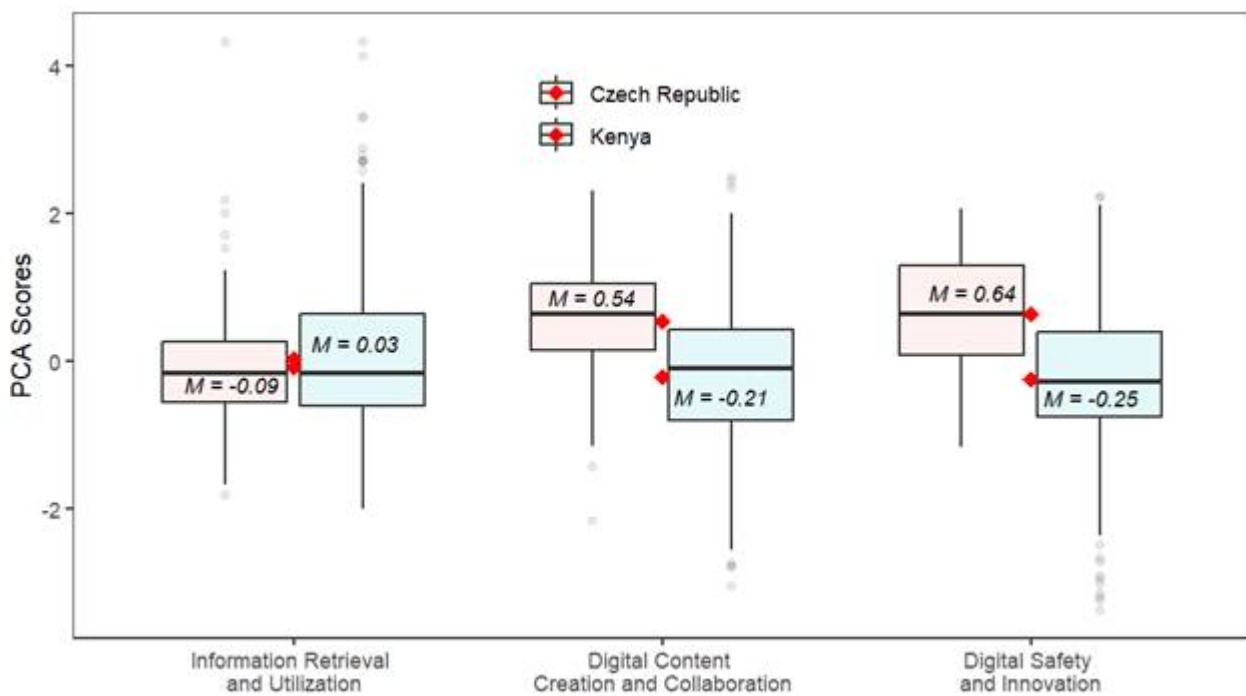 PCA Scores
4
2
0
-2
Czech Republic
Kenya
M = -0.09
M = 0.03
M = 0.54
M = -0.21
M = 0.64
M = -0.25
Information Retrieval
and Utilization
Digital Content
Creation and Collaboration
Digital Safety
and Innovation